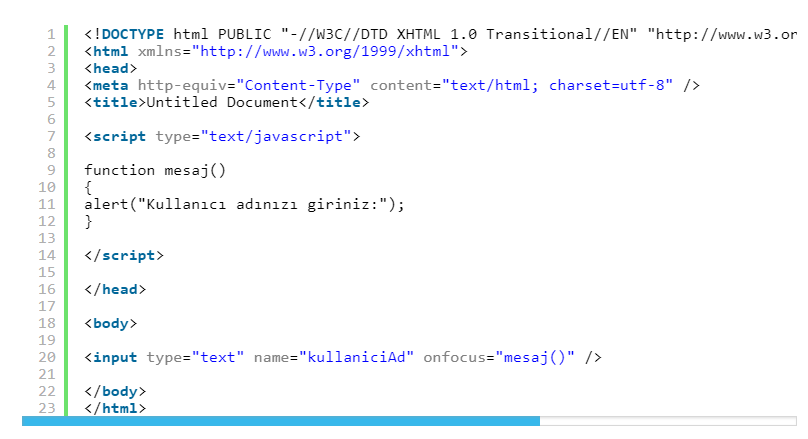 1 <!DOCTYPE html PUBLIC "-//W3C//DTD XHTML 1.0 Transitional//EN" "http://www.w3.or
2 <html xmlns="http://www.w3.org/1999/xhtml">
3 <head>
4 <meta http-equiv="Content-Type" content="text/html; charset=utf-8" />
5 <title>Untitled Document</title>
6
7 <script type="text/javascript">
8
9 function mesaj()
10 {
11 alert("Kullanıcı adınızı giriniz:");
12 }
13
14 </script>
15
16 </head>
17
18 <body>
19
20 <input type="text" name="kullaniciAd" onfocus="mesaj()" />
21
22 </body>
23 </html>